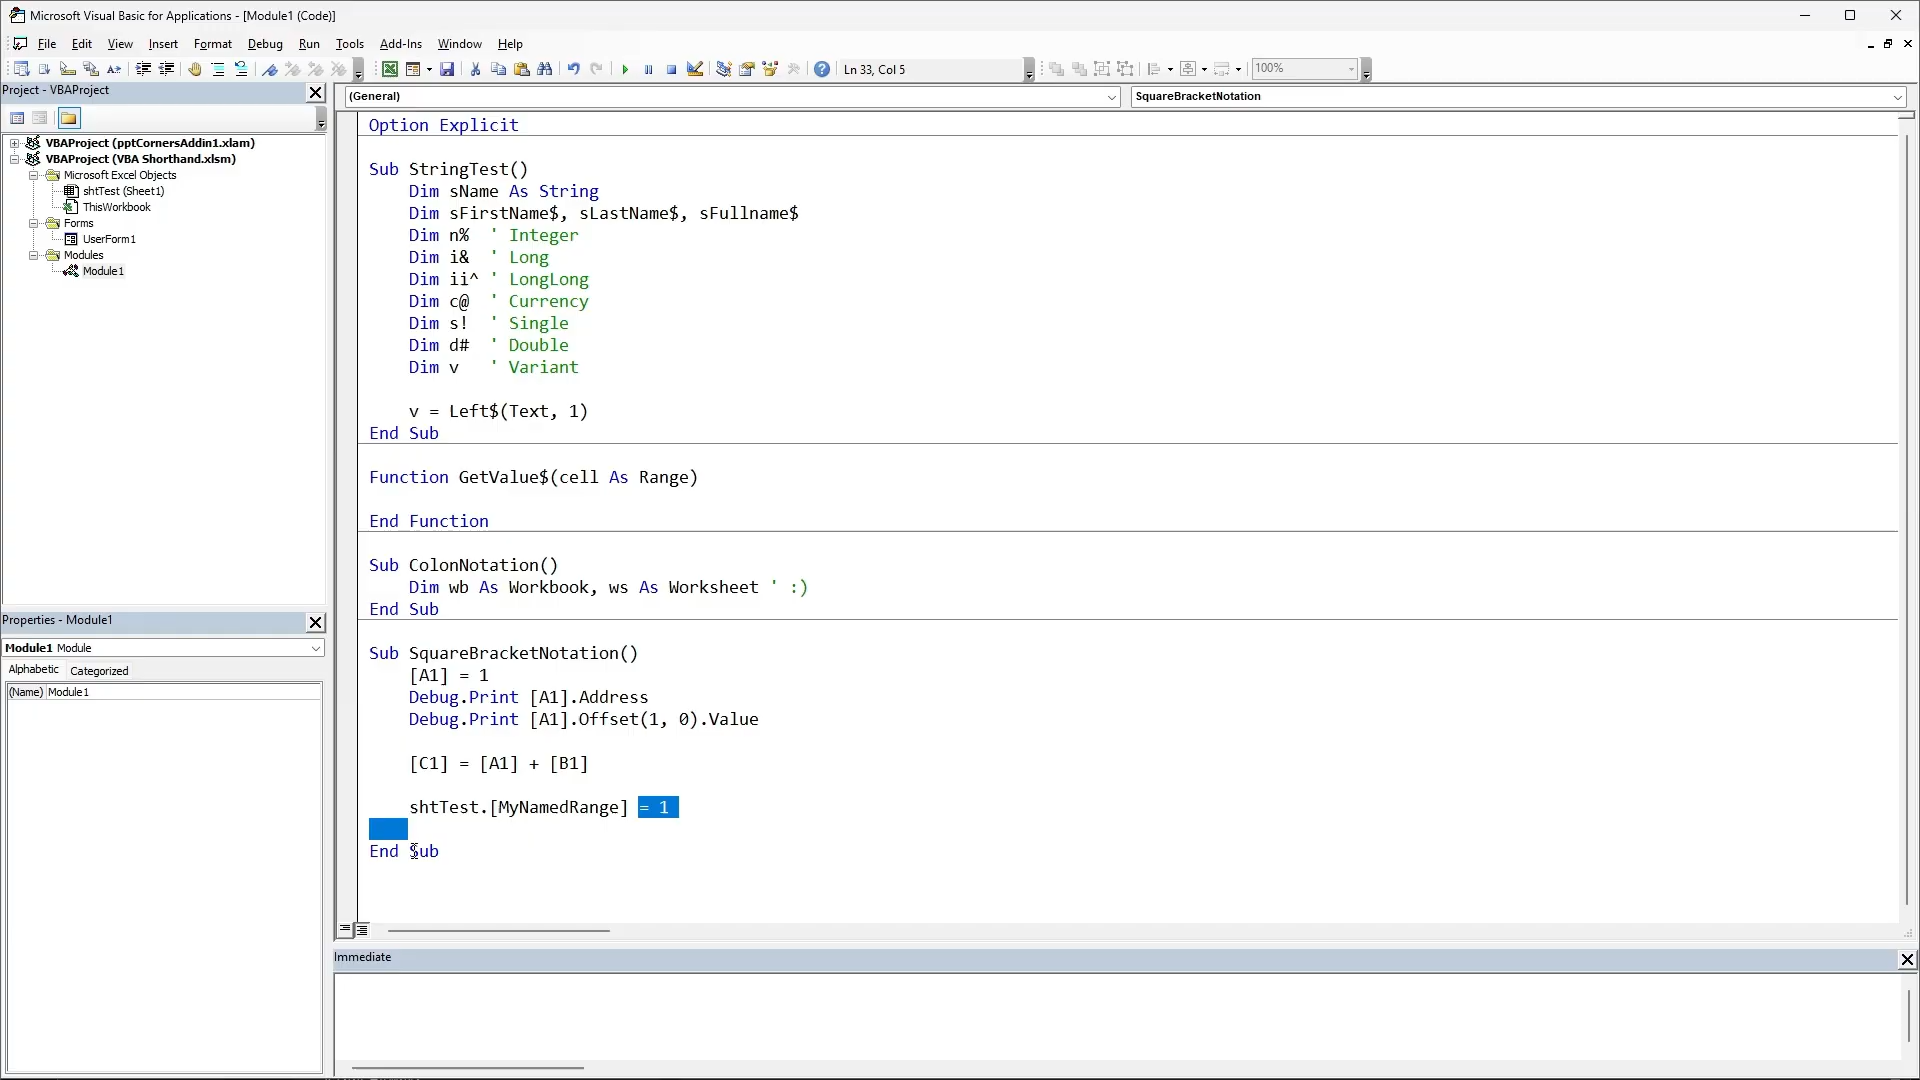 Microsoft Visual Basic for Applications - [Module1 (Code)]
File Edit View Insert Format Debug Run Tools Add-Ins Window Help
Ln 33, Col 5
100%
Project - VBAProject
VBAProject (pptCornersAddin1.xlam)
VBAProject (VBA Shorthand.xlsm)
Microsoft Excel Objects
shtTest (Sheet1)
ThisWorkbook
Forms
UserForm1
Modules
Module1
Properties - Module1
Module1 Module
Alphabetic Categorized
(Name) Module1
(General) SquareBracketNotation
Option Explicit
Sub StringTest()
Dim sName As String
Dim sFirstName$, sLastName$, sFullname$
Dim n% ' Integer
Dim i& ' Long
Dim ii^ ' LongLong
Dim c@ ' Currency
Dim s! ' Single
Dim d# ' Double
Dim v ' Variant
v = Left$(Text, 1)
End Sub
Function GetValue$(cell As Range)
End Function
Sub ColonNotation()
Dim wb As Workbook, ws As Worksheet ' :)
End Sub
Sub SquareBracketNotation()
[A1] = 1
Debug.Print [A1].Address
Debug.Print [A1].Offset(1, 0).Value
[C1] = [A1] + [B1]
shtTest.[MyNamedRange] = 1
End Sub
Immediate